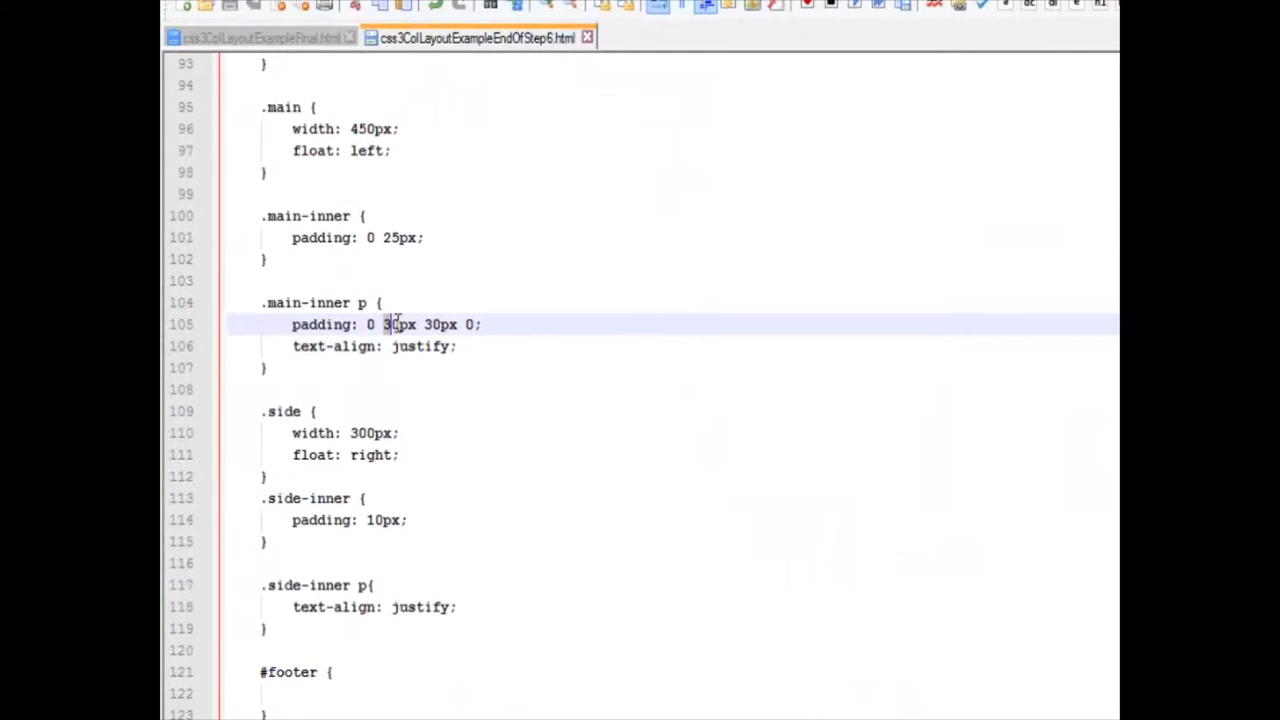 css3ColLayoutExampleFinal.html css3ColLayoutExampleEndOfStep6.html
93 }
94
95 .main {
96 width: 450px;
97 float: left;
98 }
99
100 .main-inner {
101 padding: 0 25px;
102 }
103
104 .main-inner p {
105 padding: 0 30px 30px 0;
106 text-align: justify;
107 }
108
109 .side {
110 width: 300px;
111 float: right;
112 }
113 .side-inner {
114 padding: 10px;
115 }
116
117 .side-inner p{
118 text-align: justify;
119 }
120
121 #footer {
122
123 }